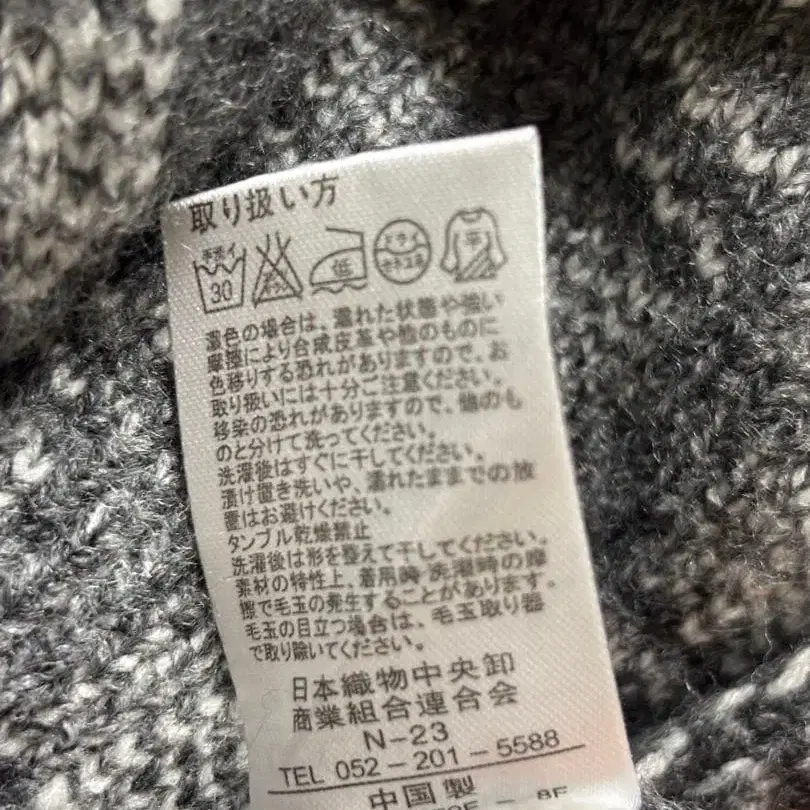 取り扱い方
手洗イ 30 エンソサラシ 低 ドライ セキユ系 平
濃色の場合は、濡れた状態や強い
摩擦により合成皮革や他のものに
色移りする恐れがありますので、お
取り扱いには十分ご注意ください。
移染の恐れがありますので、他のも
のと分けて洗ってください。
洗濯後はすぐに干してください。
漬け置き洗いや、濡れたままでの放
置はお避けください。
タンブル乾燥禁止
洗濯後は形を整えて干してください。
素材の特性上、着用時・洗濯時の摩
擦で毛玉の発生することがあります。
毛玉の目立つ場合は、毛玉取り器
で取り除いてください。
日本織物中央卸
商業組合連合会
N-23
TEL 052-201-5588
中国製